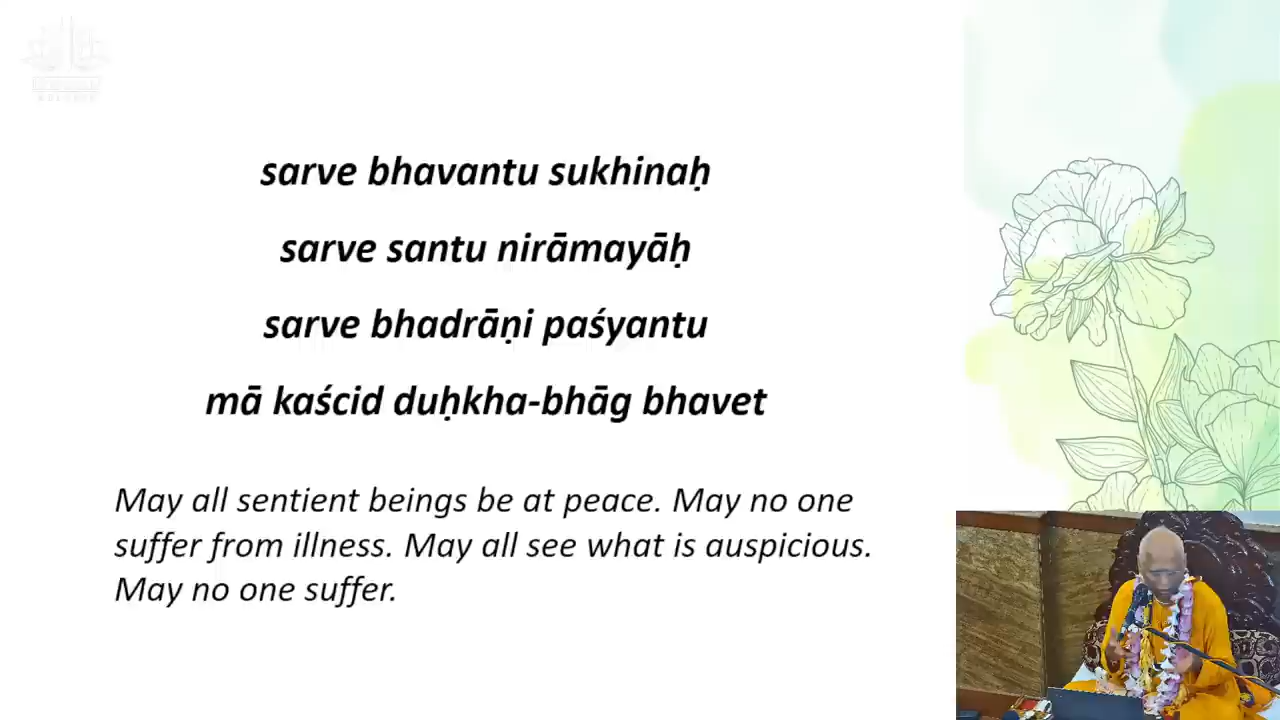 sarve bhavantu sukhinaḥ
sarve santu nirāmayāḥ
sarve bhadrāṇi paśyantu
mā kaścid duḥkha-bhāg bhavet
May all sentient beings be at peace. May no one
suffer from illness. May all see what is auspicious.
May no one suffer.